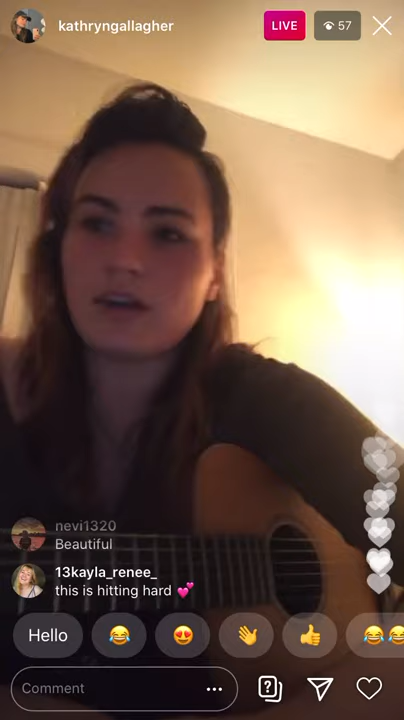 kathryngallagher
LIVE
57
nevi1320
Beautiful
13kayla_renee_
this is hitting hard 💕
Hello
Comment